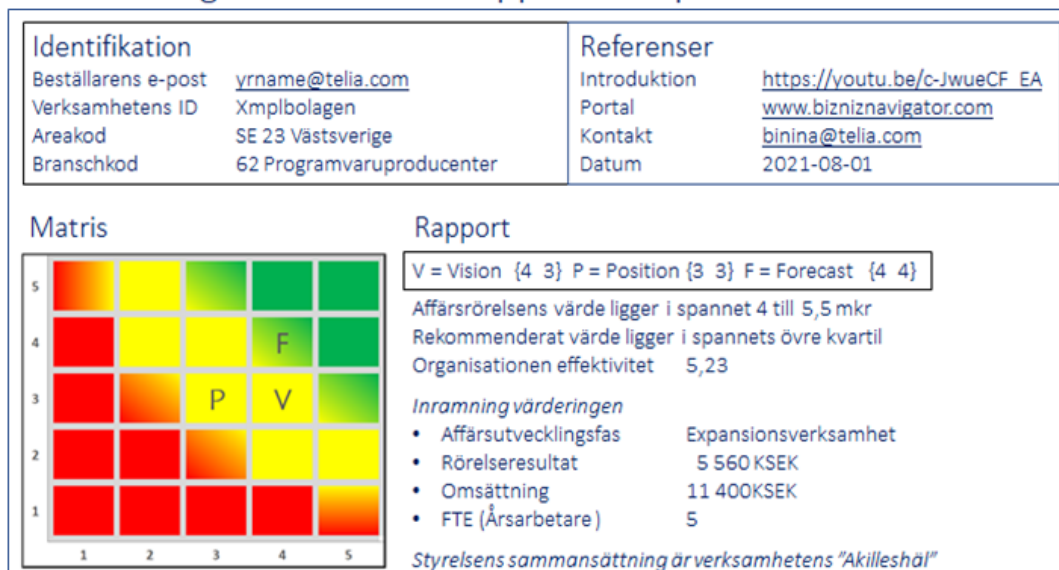 Identifikation
Beställarens e-post yrname@telia.com
Verksamhetens ID Xmplbolagen
Areakod SE 23 Västsverige
Branschkod 62 Programvaruproducenter
Referenser
Introduktion https://youtu.be/c-JwueCF_EA
Portal www.bizniznavigator.com
Kontakt binina@telia.com
Datum 2021-08-01
Matris
5
4 F
3 P V
2
1
1 2 3 4 5
Rapport
V = Vision {4 3} P = Position {3 3} F = Forecast {4 4}
Affärsrörelsens värde ligger i spannet 4 till 5,5 mkr
Rekommenderat värde ligger i spannets övre kvartil
Organisationen effektivitet 5,23
Inramning värderingen
• Affärsutvecklingsfas Expansionsverksamhet
• Rörelseresultat 5 560 KSEK
• Omsättning 11 400KSEK
• FTE (Årsarbetare) 5
Styrelsens sammansättning är verksamhetens "Akilleshäl"